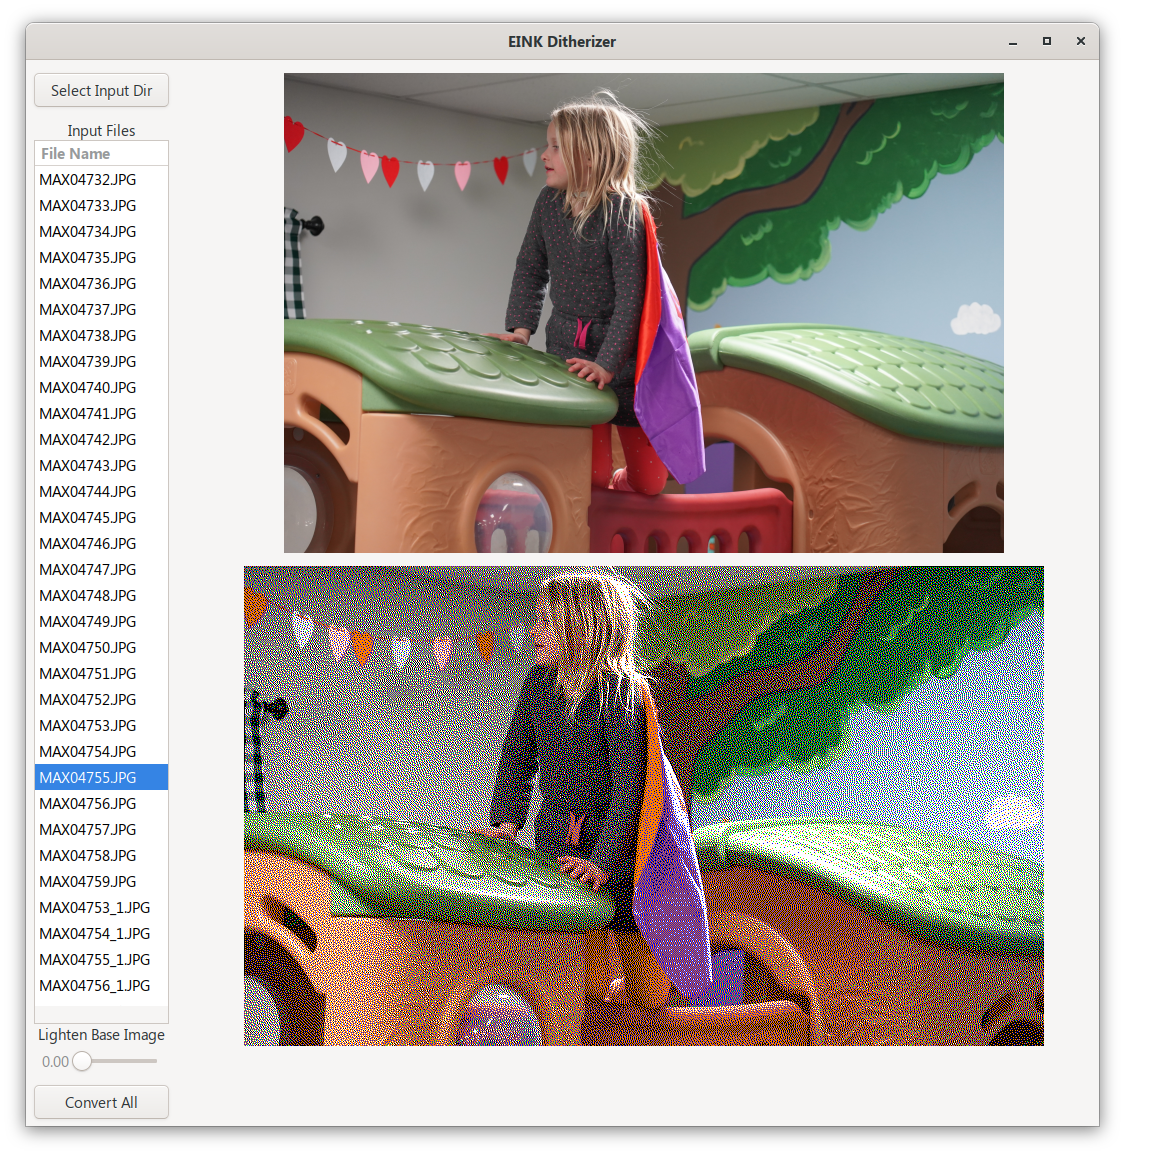 EINK Ditherizer
Select Input Dir
Input Files
File Name
MAX04732.JPG
MAX04733.JPG
MAX04734.JPG
MAX04735.JPG
MAX04736.JPG
MAX04737.JPG
MAX04738.JPG
MAX04739.JPG
MAX04740.JPG
MAX04741.JPG
MAX04742.JPG
MAX04743.JPG
MAX04744.JPG
MAX04745.JPG
MAX04746.JPG
MAX04747.JPG
MAX04748.JPG
MAX04749.JPG
MAX04750.JPG
MAX04751.JPG
MAX04752.JPG
MAX04753.JPG
MAX04754.JPG
MAX04755.JPG
MAX04756.JPG
MAX04757.JPG
MAX04758.JPG
MAX04759.JPG
MAX04753_1.JPG
MAX04754_1.JPG
MAX04755_1.JPG
MAX04756_1.JPG
Lighten Base Image
0.00
Convert All